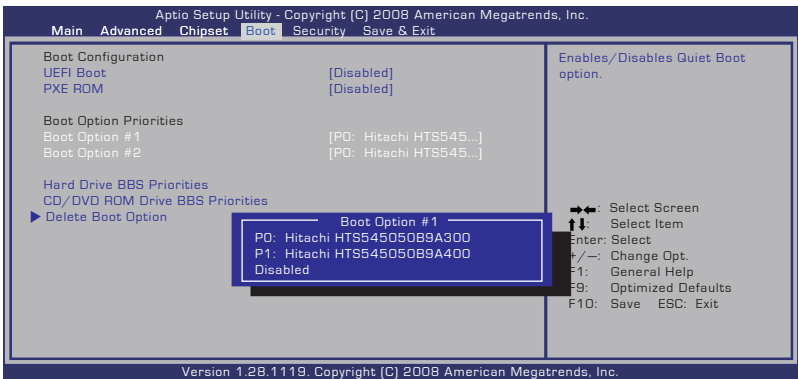 Aptio Setup Utility - Copyright (C) 2008 American Megatrends, Inc.
Main Advanced Chipset Boot Security Save & Exit
Boot Configuration
UEFI Boot [Disabled]
PXE ROM [Disabled]
Boot Option Priorities
Boot Option #1 [P0: Hitachi HTS545...]
Boot Option #2 [P0: Hitachi HTS545...]
Hard Drive BBS Priorities
CD/DVD ROM Drive BBS Priorities
Delete Boot Option
Boot Option #1
P0: Hitachi HTS545050B9A300
P1: Hitachi HTS545050B9A400
Disabled
Enables/Disables Quiet Boot
option.
→←: Select Screen
↑↓: Select Item
Enter: Select
+/—: Change Opt.
F1: General Help
F9: Optimized Defaults
F10: Save ESC: Exit
Version 1.28.1119. Copyright (C) 2008 American Megatrends, Inc.